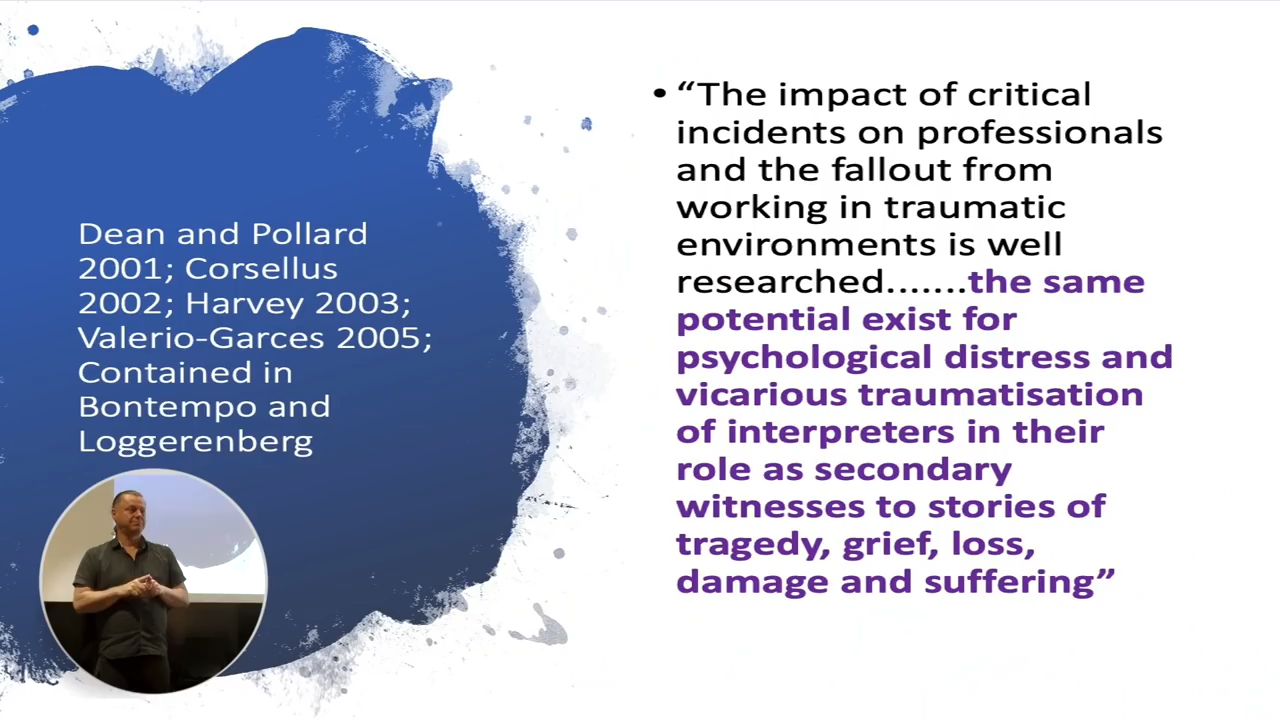 Dean and Pollard
2001; Corsellus
2002; Harvey 2003;
Valerio-Garces 2005;
Contained in
Bontempo and
Loggerenberg
• “The impact of critical
incidents on professionals
and the fallout from
working in traumatic
environments is well
researched.......the same
potential exist for
psychological distress and
vicarious traumatisation
of interpreters in their
role as secondary
witnesses to stories of
tragedy, grief, loss,
damage and suffering”